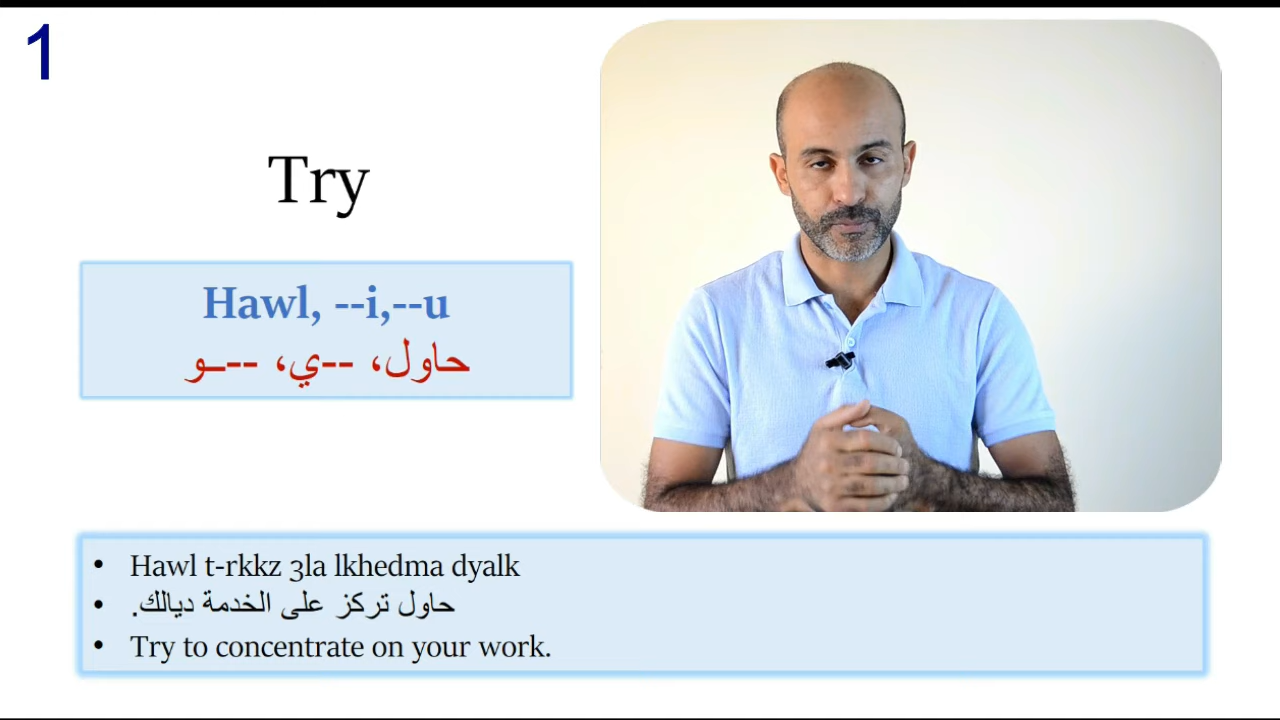 1
Try
Hawl, --i,--u
حاول، --ي، --ـو
• Hawl t-rkkz 3la lkhedma dyalk
• حاول تركز على الخدمة ديالك.
• Try to concentrate on your work.